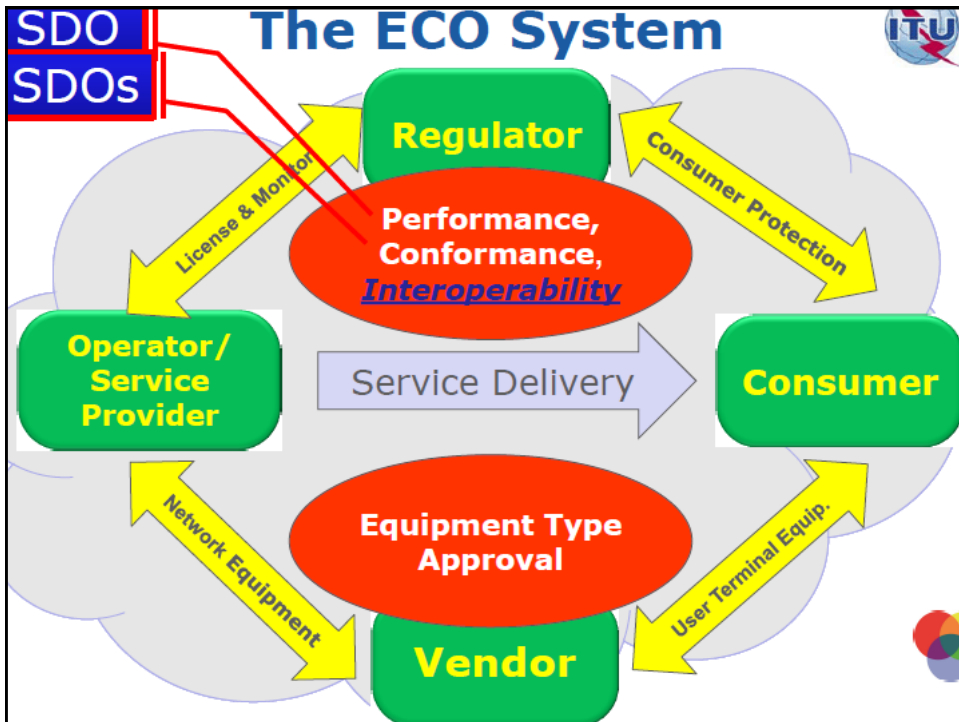 SDO
The ECO System
ITU
SDOs
Regulator
License & Monitor
Consumer Protection
Performance,
Conformance,
Interoperability
Operator/
Service
Provider
Service Delivery
Consumer
Equipment Type
Approval
Network Equipment
User Terminal Equip.
Vendor